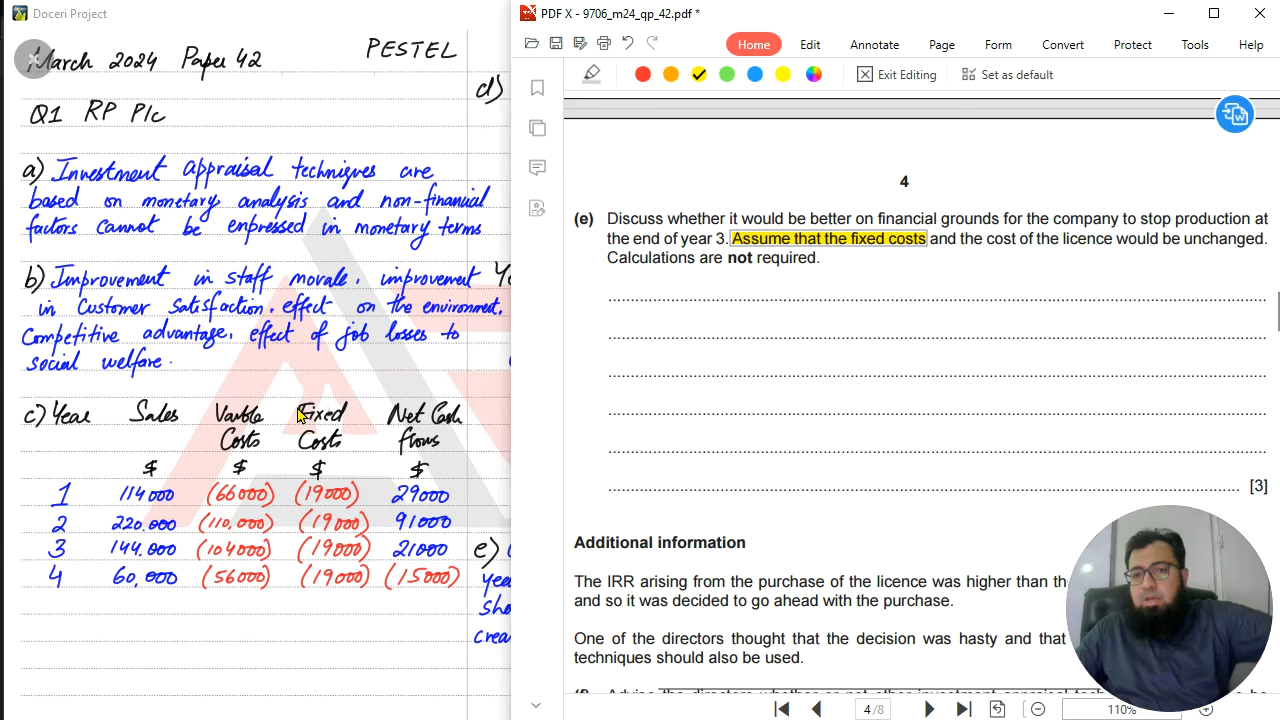 Doceri Project
March 2024 Paper 42 PESTEL
Q1 RP Plc
a) Investment appraisal techniques are
based on monetary analysis and non-financial
factors cannot be expressed in monetary terms
b) Improvement in staff morale, improvement
in Customer Satisfaction, effect on the environment,
Competitive advantage, effect of job losses to
social welfare.
c) Year Sales Varible Fixed Net Cash
Costs Costs flows
$ $ $ $
1 114000 (66000) (19000) 29000
2 220.000 (110,000) (19000) 91000
3 144.000 (104000) (19000) 21000
4 60,000 (56000) (19000) (15000)
d)
e)
yea
sho
crea
PDF X - 9706_m24_qp_42.pdf *
Home Edit Annotate Page Form Convert Protect Tools Help
Exit Editing Set as default
4
(e) Discuss whether it would be better on financial grounds for the company to stop production at
the end of year 3. Assume that the fixed costs and the cost of the licence would be unchanged.
Calculations are not required.
[3]
Additional information
The IRR arising from the purchase of the licence was higher than th
and so it was decided to go ahead with the purchase.
One of the directors thought that the decision was hasty and that
techniques should also be used.
4 /8 110%